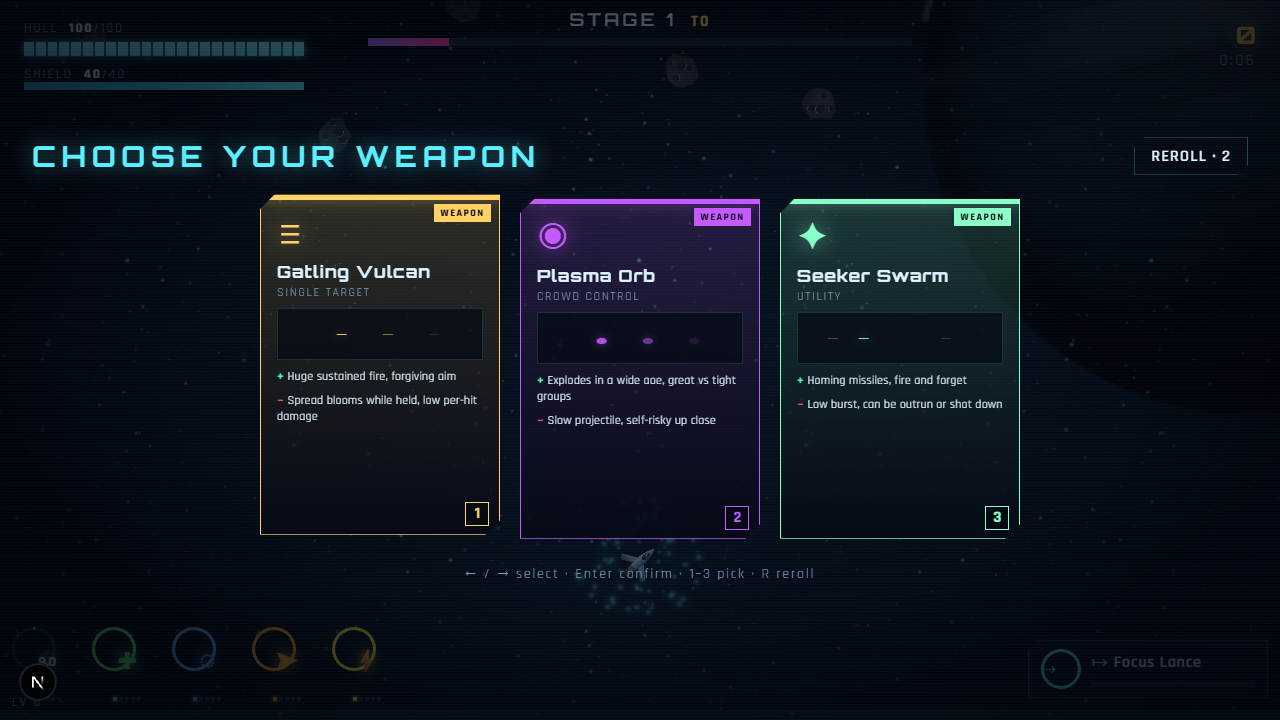 HULL 100/100
STAGE 1 T0
0:06
SHIELD 40/40
CHOOSE YOUR WEAPON
REROLL · 2
WEAPON
Gatling Vulcan
SINGLE TARGET
+ Huge sustained fire, forgiving aim
− Spread blooms while held, low per-hit
damage
1
WEAPON
Plasma Orb
CROWD CONTROL
+ Explodes in a wide aoe, great vs tight
groups
− Slow projectile, self-risky up close
2
WEAPON
Seeker Swarm
UTILITY
+ Homing missiles, fire and forget
− Low burst, can be outrun or shot down
3
← / → select · Enter confirm · 1–3 pick · R reroll
N
↦ Focus Lance